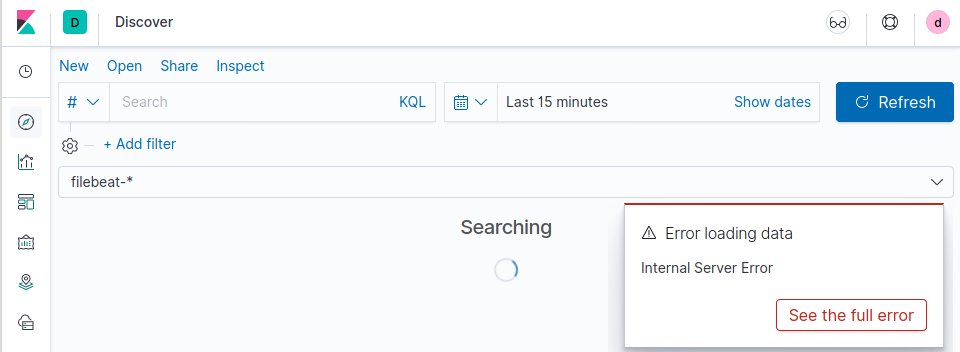 D Discover d
New Open Share Inspect
# Search KQL Last 15 minutes Show dates Refresh
+ Add filter
filebeat-*
Searching
Error loading data
Internal Server Error
See the full error